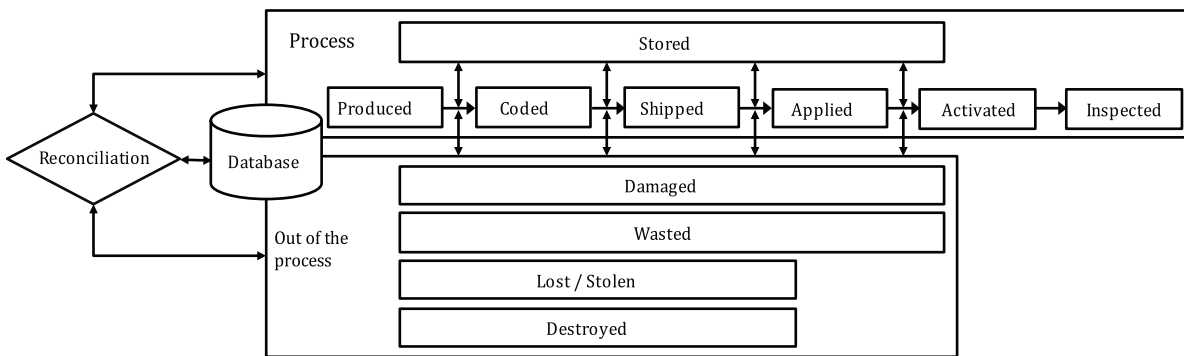 Process
Stored
Produced
Coded
Shipped
Applied
Activated
Inspected
Reconciliation
Database
Damaged
Wasted
Out of the
process
Lost / Stolen
Destroyed